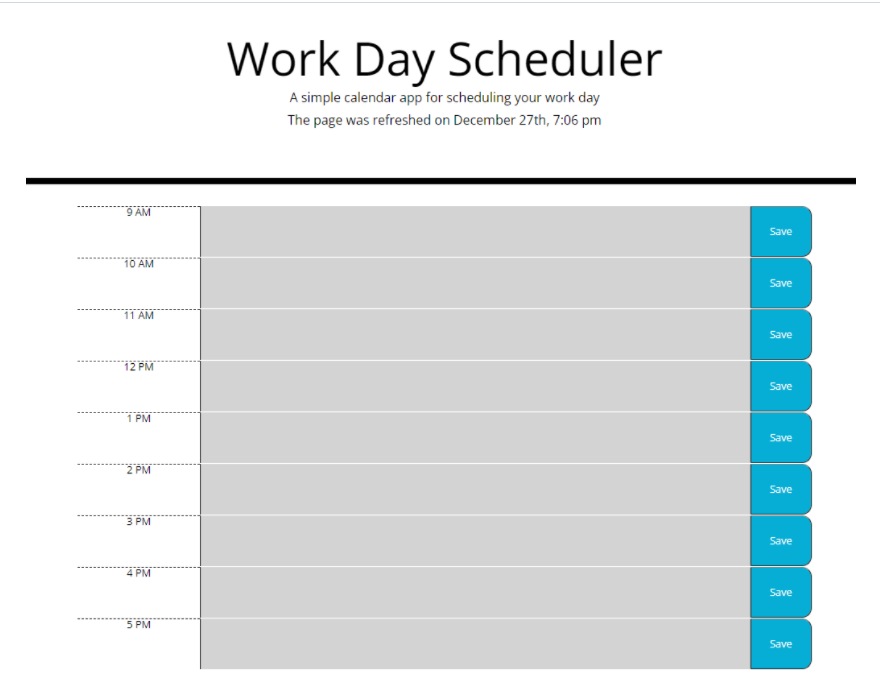 Work Day Scheduler
A simple calendar app for scheduling your work day
The page was refreshed on December 27th, 7:06 pm
9 AM
Save
10 AM
Save
11 AM
Save
12 PM
Save
1 PM
Save
2 PM
Save
3 PM
Save
4 PM
Save
5 PM
Save